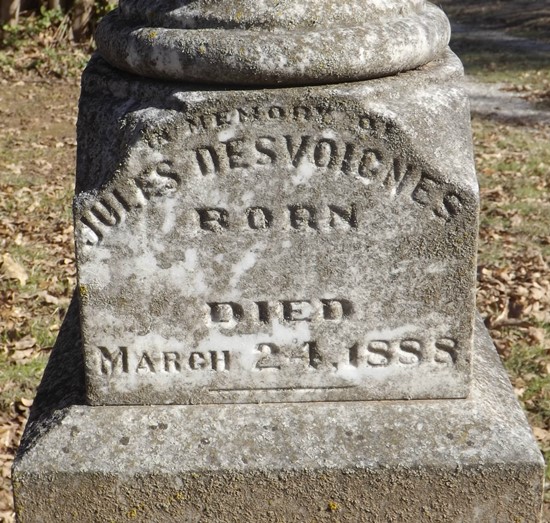 IN MEMORY OF
JULES DESVOIGNES
BORN
DIED
MARCH 24, 1888